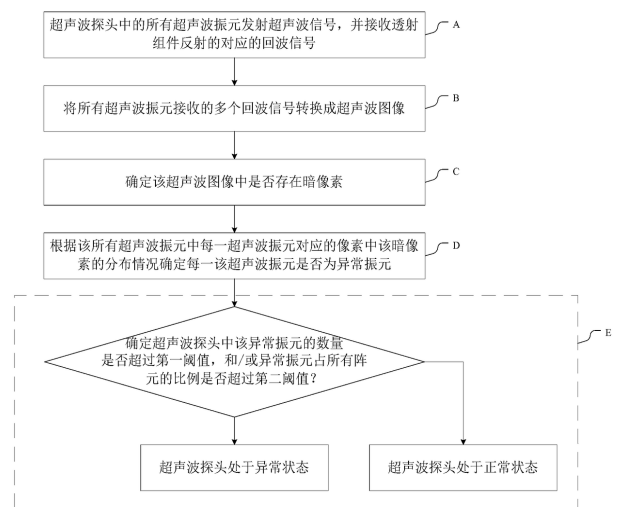 超声波探头中的所有超声波振元发射超声波信号，并接收透射
组件反射的对应的回波信号
A
将所有超声波振元接收的多个回波信号转换成超声波图像
B
确定该超声波图像中是否存在暗像素
C
根据该所有超声波振元中每一超声波振元对应的像素中该暗像
素的分布情况确定每一该超声波振元是否为异常振元
D
E
确定超声波探头中该异常振元的数量
是否超过第一阈值，和/或异常振元占所有阵
元的比例是否超过第二阈值？
超声波探头处于异常状态
超声波探头处于正常状态